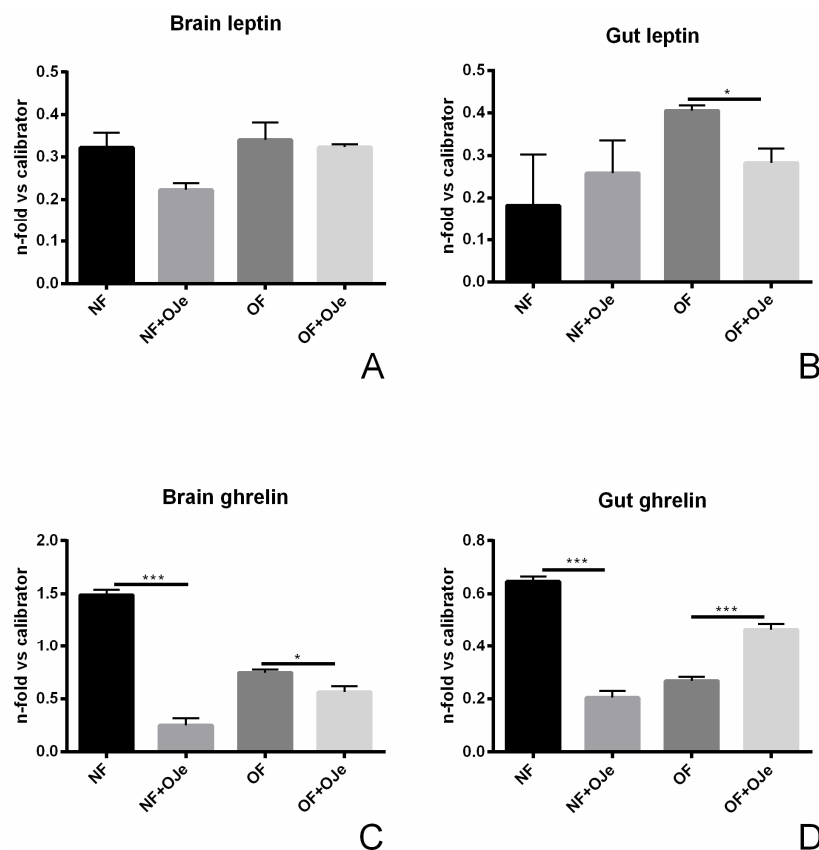 Brain leptin
n-fold vs calibrator
0.5
0.4
0.3
0.2
0.1
0.0
NF
NF+OJe
OF
OF+OJe
A
Gut leptin
n-fold vs calibrator
0.5
0.4
0.3
0.2
0.1
0.0
*
NF
NF+OJe
OF
OF+OJe
B
Brain ghrelin
n-fold vs calibrator
2.0
1.5
1.0
0.5
0.0
***
*
NF
NF+OJe
OF
OF+OJe
C
Gut ghrelin
n-fold vs calibrator
0.8
0.6
0.4
0.2
0.0
***
***
NF
NF+OJe
OF
OF+OJe
D